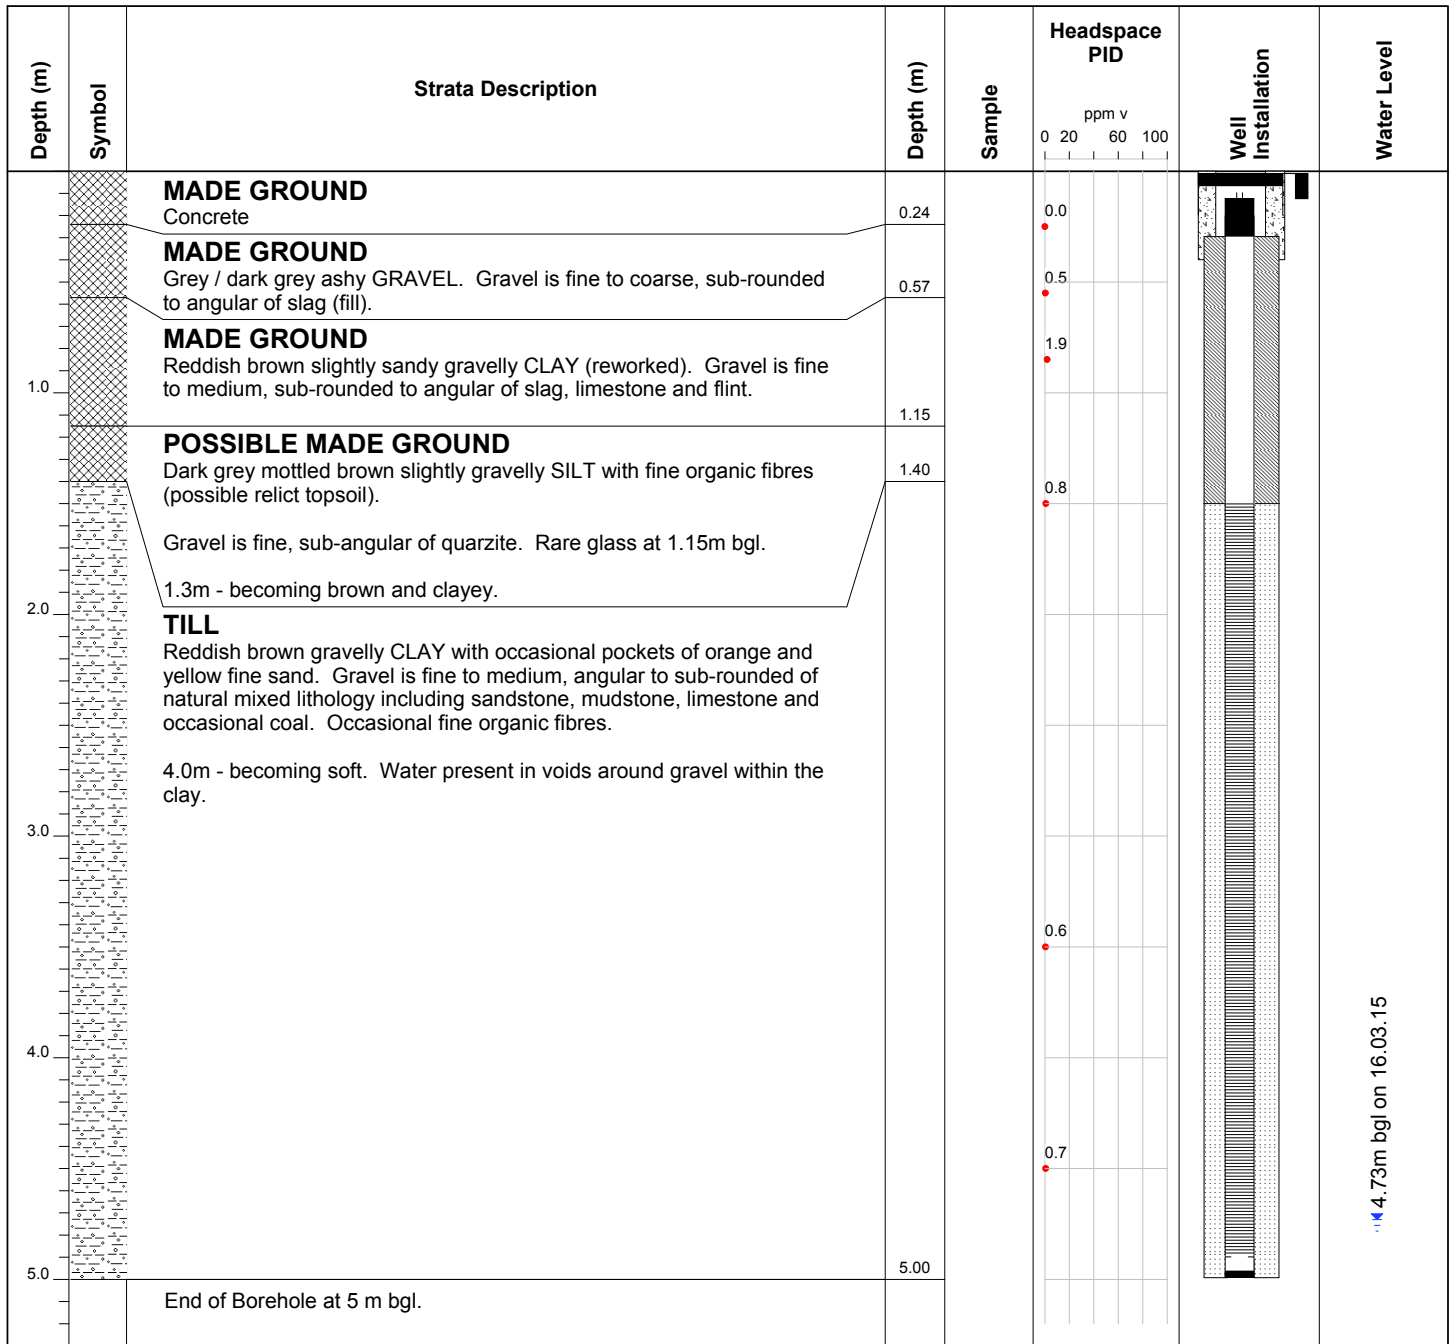 Depth (m)
Symbol
Strata Description
Depth (m)
Sample
Headspace
PID
ppm v
0 20 60 100
Well
Installation
Water Level
MADE GROUND
Concrete
0.24
0.0
MADE GROUND
Grey / dark grey ashy GRAVEL. Gravel is fine to coarse, sub-rounded
to angular of slag (fill).
0.57
0.5
MADE GROUND
Reddish brown slightly sandy gravelly CLAY (reworked). Gravel is fine
to medium, sub-rounded to angular of slag, limestone and flint.
1.9
1.0
1.15
POSSIBLE MADE GROUND
Dark grey mottled brown slightly gravelly SILT with fine organic fibres
(possible relict topsoil).
1.40
0.8
Gravel is fine, sub-angular of quarzite. Rare glass at 1.15m bgl.
1.3m - becoming brown and clayey.
2.0
TILL
Reddish brown gravelly CLAY with occasional pockets of orange and
yellow fine sand. Gravel is fine to medium, angular to sub-rounded of
natural mixed lithology including sandstone, mudstone, limestone and
occasional coal. Occasional fine organic fibres.
4.0m - becoming soft. Water present in voids around gravel within the
clay.
3.0
0.6
4.0
0.7
4.73m bgl on 16.03.15
5.0
5.00
End of Borehole at 5 m bgl.